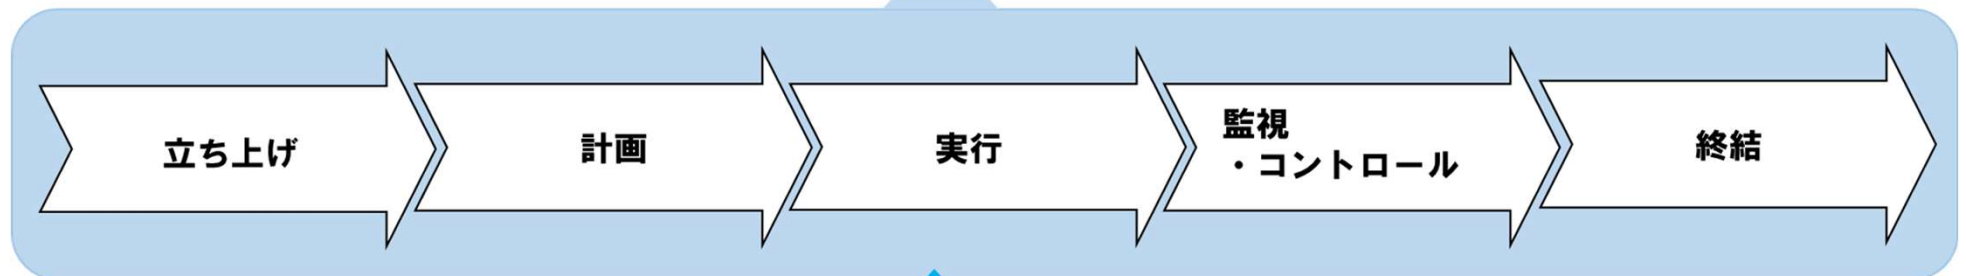 立ち上げ
計画
実行
監視
・コントロール
終結